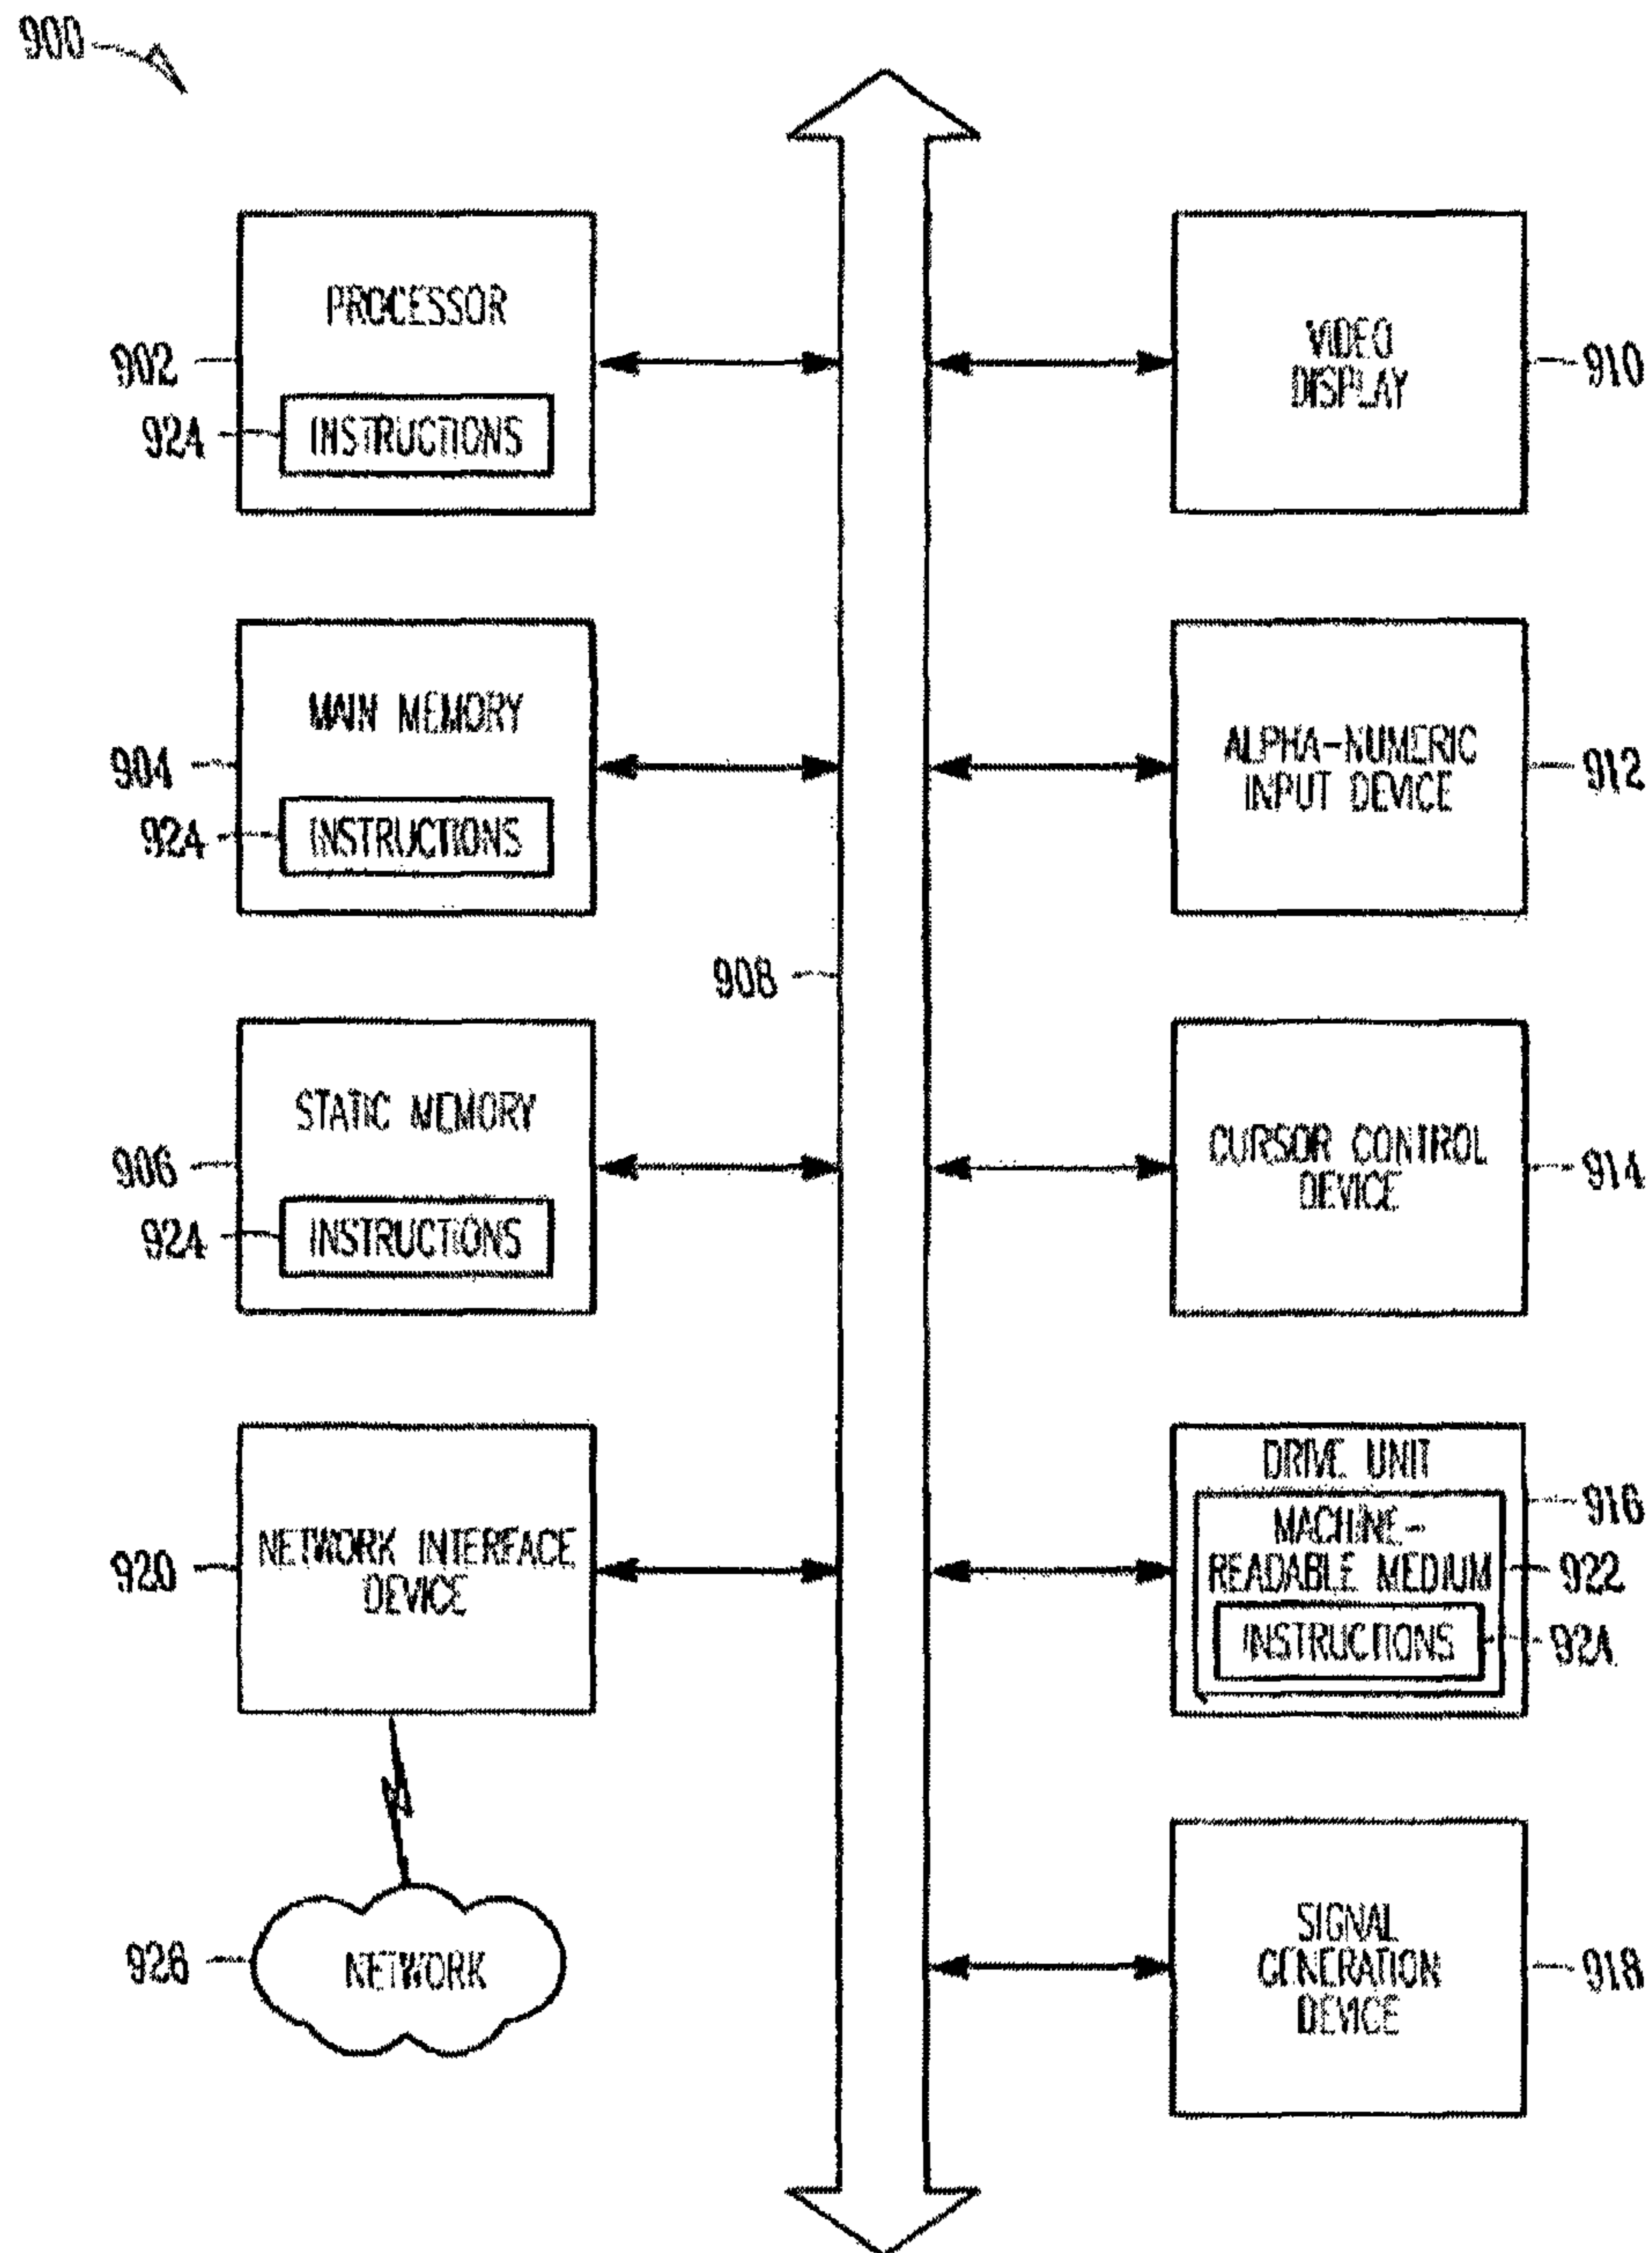 900
PROCESSOR
902
924
INSTRUCTIONS
VIDEO
DISPLAY
910
MAIN MEMORY
904
924
INSTRUCTIONS
ALPHA-NUMERIC
INPUT DEVICE
912
908
STATIC MEMORY
906
924
INSTRUCTIONS
CURSOR CONTROL
DEVICE
914
NETWORK INTERFACE
DEVICE
920
DRIVE UNIT
916
MACHINE-
READABLE MEDIUM
922
INSTRUCTIONS
924
NETWORK
926
SIGNAL
GENERATION
DEVICE
918